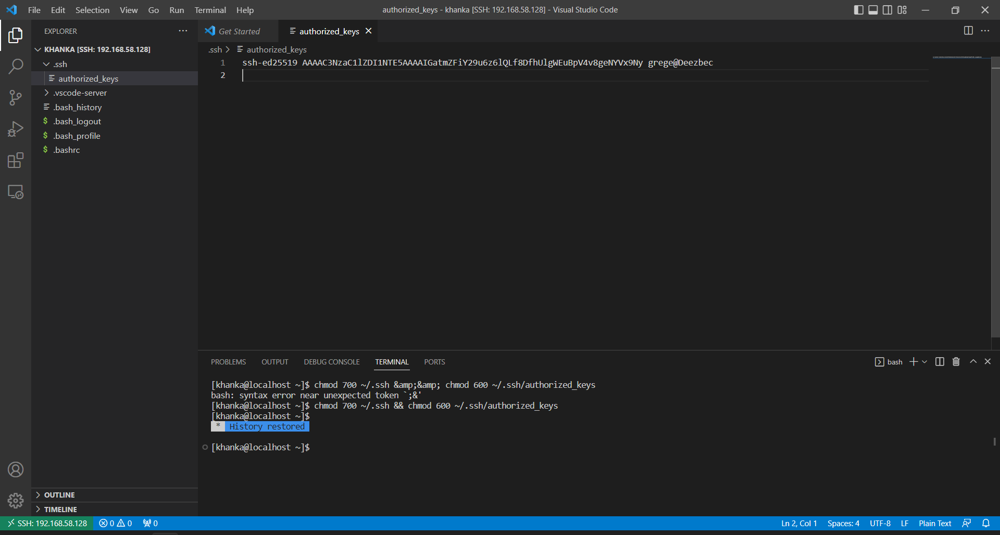 File Edit Selection View Go Run Terminal Help
authorized_keys - khanka [SSH: 192.168.58.128] - Visual Studio Code
EXPLORER
KHANKA [SSH: 192.168.58.128]
.ssh
authorized_keys
.vscode-server
.bash_history
$ .bash_logout
$ .bash_profile
$ .bashrc
OUTLINE
TIMELINE
Get Started
authorized_keys
.ssh > authorized_keys
1 ssh-ed25519 AAAAC3NzaC1lZDI1NTE5AAAAIGatmZFiY29u6z6lQLf8DfhUlgWEuBpV4v8geNYVx9Ny grege@Deezbec
2
PROBLEMS OUTPUT DEBUG CONSOLE TERMINAL PORTS
bash
[khanka@localhost ~]$ chmod 700 ~/.ssh &amp;&amp; chmod 600 ~/.ssh/authorized_keys
bash: syntax error near unexpected token `;&'
[khanka@localhost ~]$ chmod 700 ~/.ssh && chmod 600 ~/.ssh/authorized_keys
[khanka@localhost ~]$
* History restored
[khanka@localhost ~]$
SSH: 192.168.58.128 0 0 0
Ln 2, Col 1 Spaces: 4 UTF-8 LF Plain Text